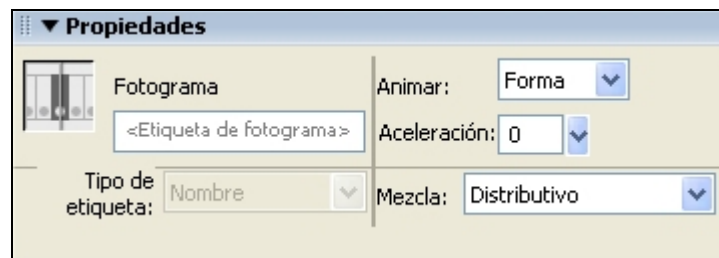 Propiedades
Fotograma
<Etiqueta de fotograma>
Tipo de
etiqueta:
Nombre
Animar:
Forma
Aceleración:
0
Mezcla:
Distributivo